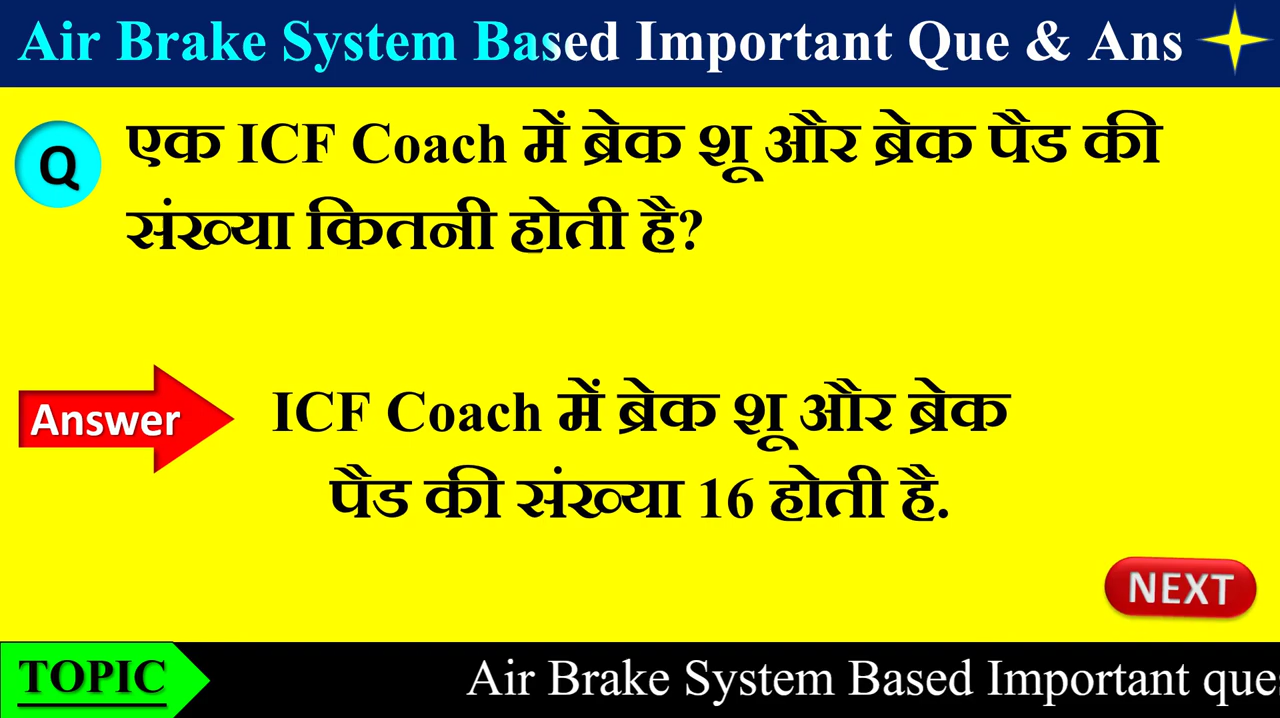 Air Brake System Based Important Que & Ans
Q
एक ICF Coach में ब्रेक शू और ब्रेक पैड की
संख्या कितनी होती है?
Answer
ICF Coach में ब्रेक शू और ब्रेक
पैड की संख्या 16 होती है.
NEXT
TOPIC
Air Brake System Based Important